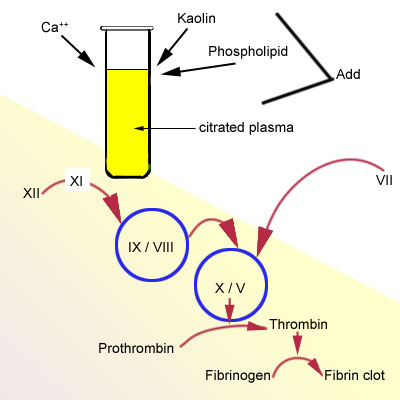 Kaolin
Ca++
Phospholipid
Add
citrated plasma
XI
VII
XII
IX / VIII
X / V
Thrombin
Prothrombin
Fibrinogen
Fibrin clot